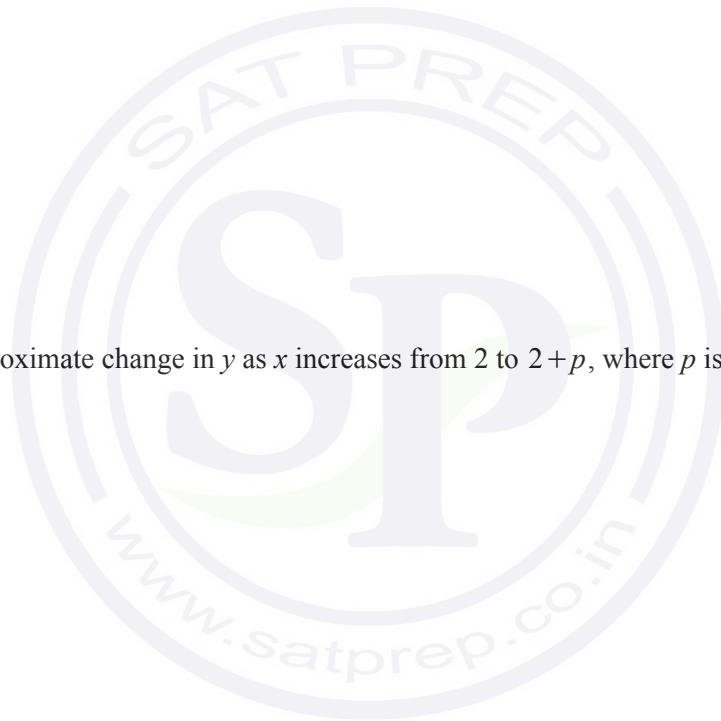 SAT PREP
oximate change in y as x increases from 2 to 2+p, where p is
SP
www.satprep.co.in